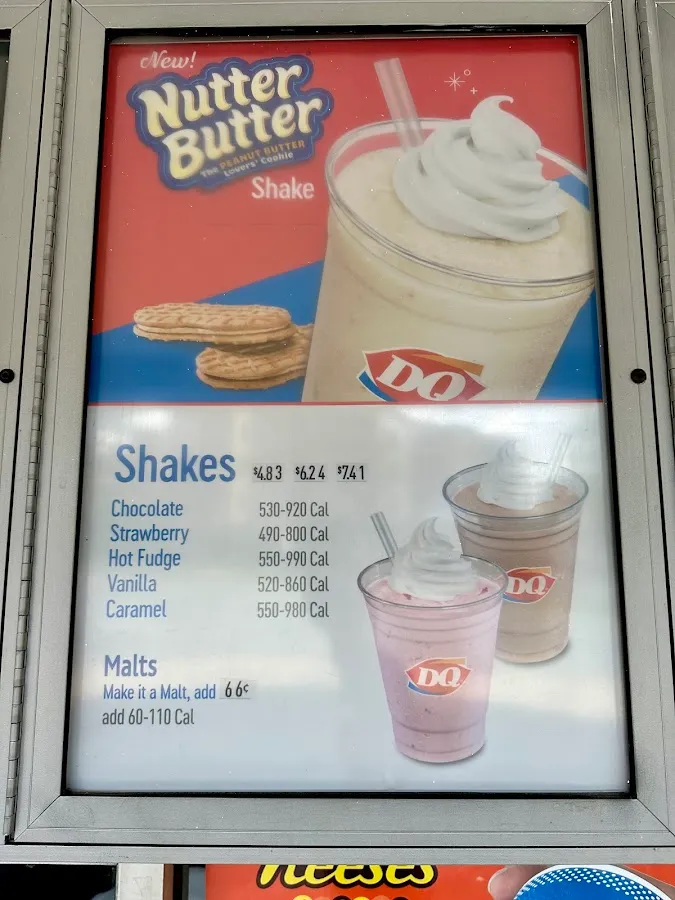 New!
Nutter
Butter
THE PEANUT BUTTER
Lovers' Cookie
Shake
DQ
Shakes $4.83 $6.24 $7.41
Chocolate 530-920 Cal
Strawberry 490-800 Cal
Hot Fudge 550-990 Cal
Vanilla 520-860 Cal
Caramel 550-980 Cal
DQ
DQ
Malts
Make it a Malt, add 66¢
add 60-110 Cal